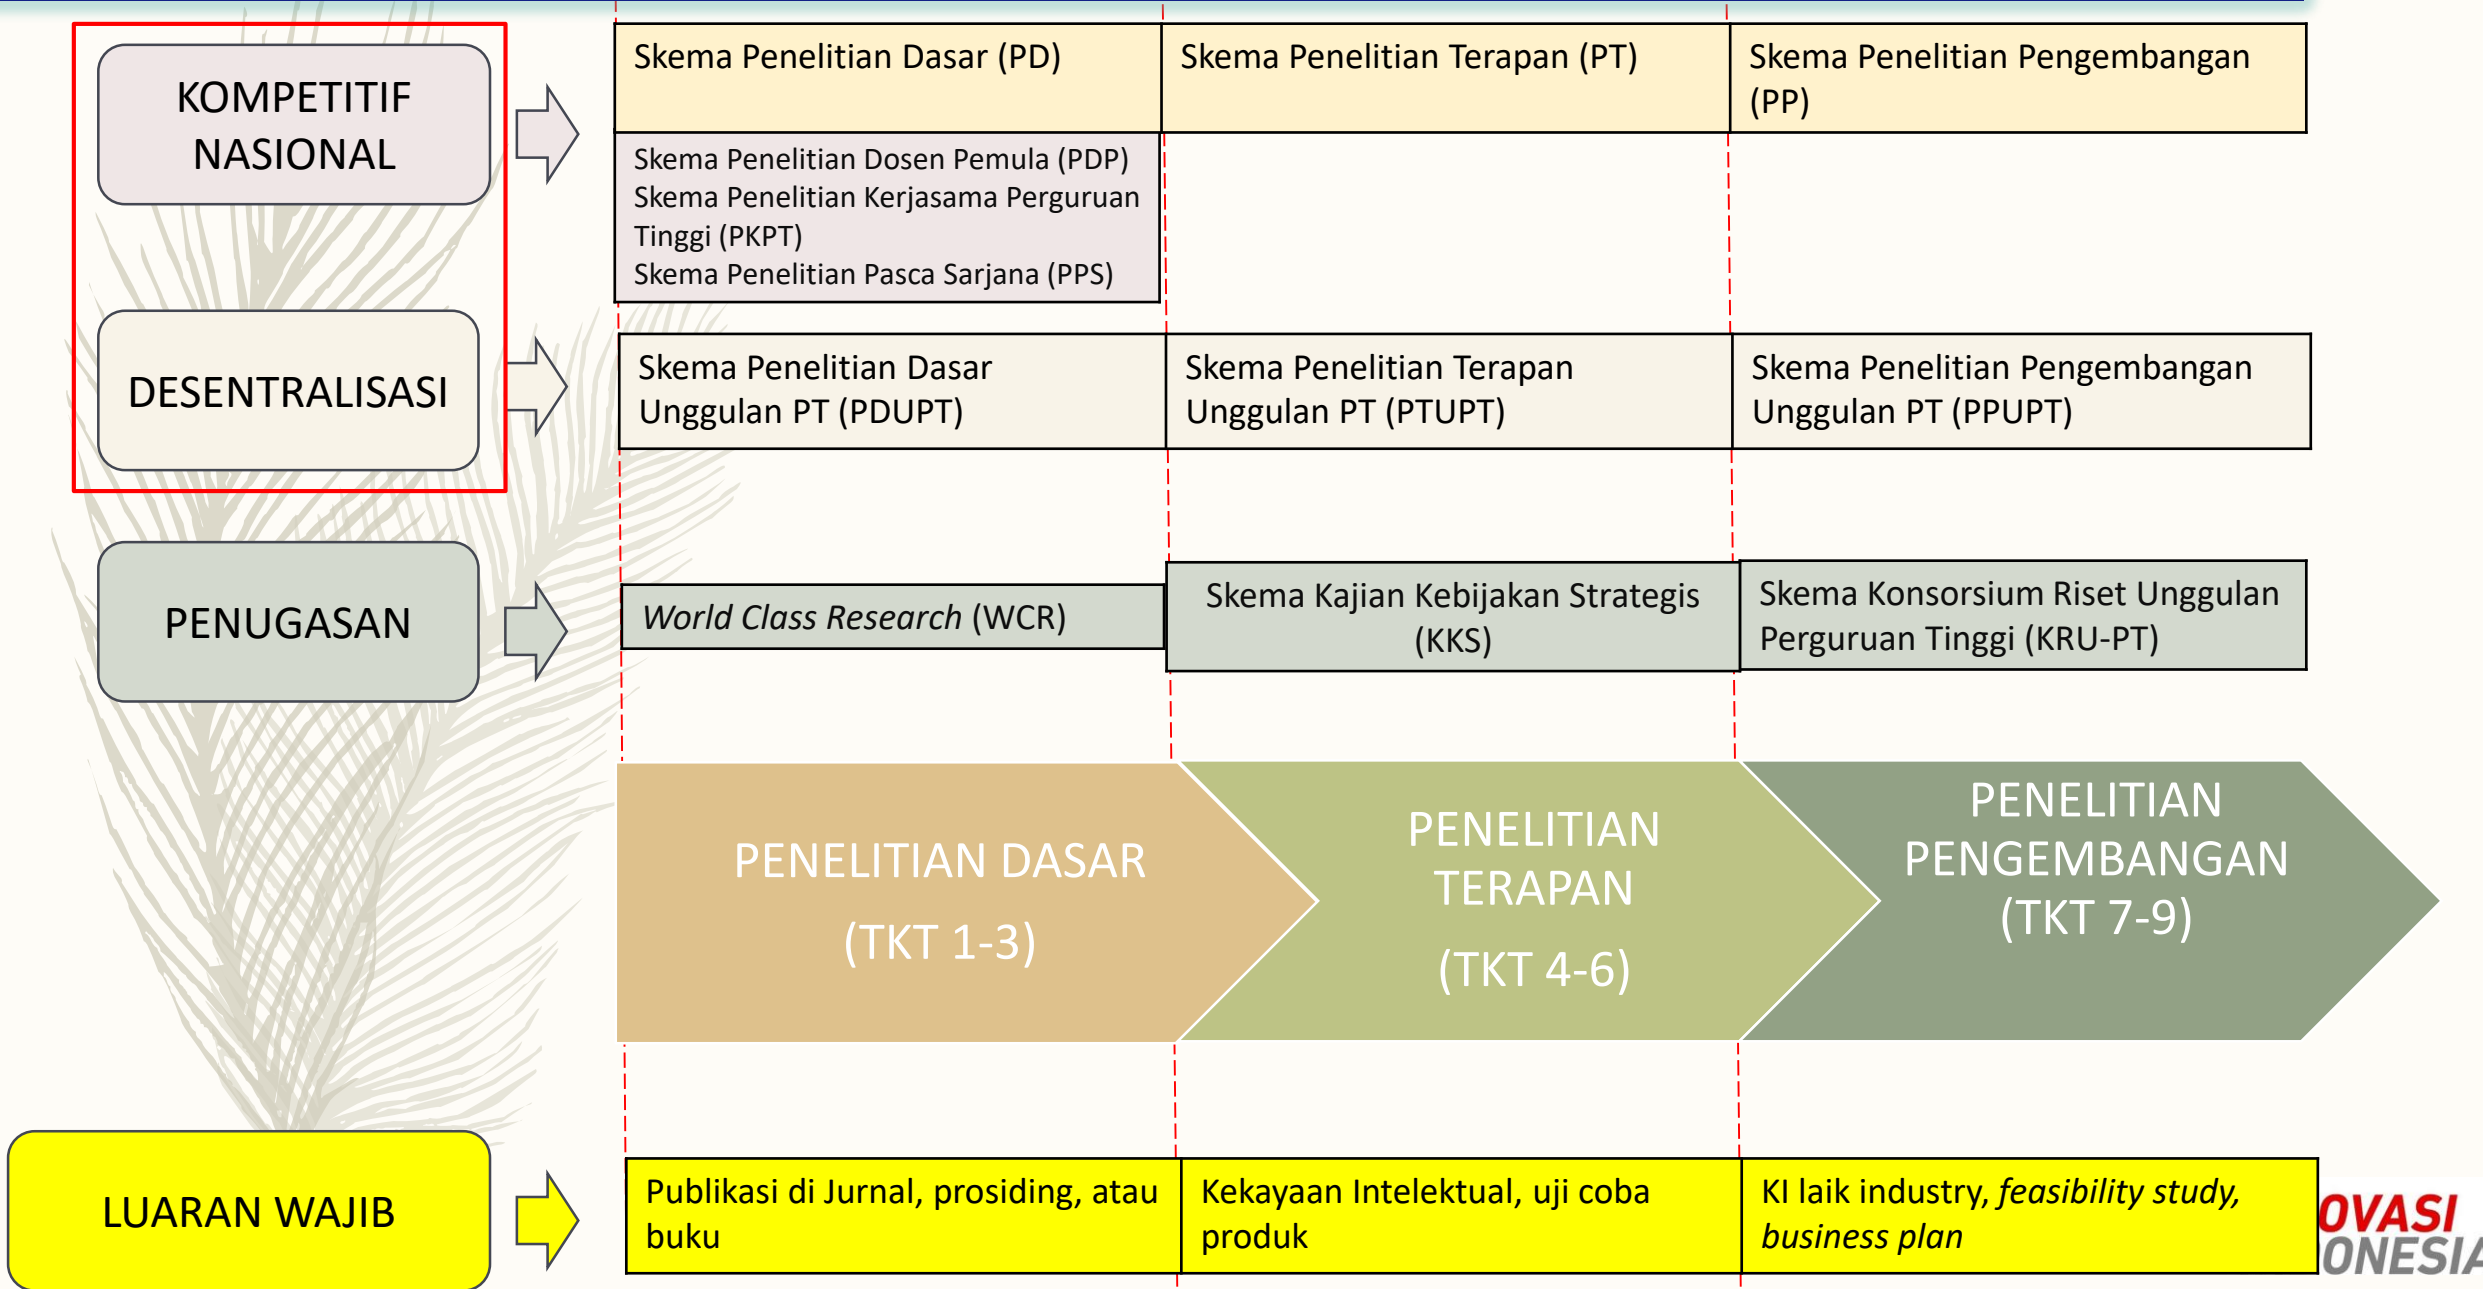 KOMPETITIF
NASIONAL
Skema Penelitian Dasar (PD)
Skema Penelitian Terapan (PT)
Skema Penelitian Pengembangan
(PP)
Skema Penelitian Dosen Pemula (PDP)
Skema Penelitian Kerjasama Perguruan
Tinggi (PKPT)
Skema Penelitian Pasca Sarjana (PPS)
DESENTRALISASI
Skema Penelitian Dasar
Unggulan PT (PDUPT)
Skema Penelitian Terapan
Unggulan PT (PTUPT)
Skema Penelitian Pengembangan
Unggulan PT (PPUPT)
PENUGASAN
World Class Research (WCR)
Skema Kajian Kebijakan Strategis
(KKS)
Skema Konsorsium Riset Unggulan
Perguruan Tinggi (KRU-PT)
PENELITIAN DASAR
(TKT 1-3)
PENELITIAN
TERAPAN
(TKT 4-6)
PENELITIAN
PENGEMBANGAN
(TKT 7-9)
LUARAN WAJIB
Publikasi di Jurnal, prosiding, atau
buku
Kekayaan Intelektual, uji coba
produk
KI laik industry, feasibility study,
business plan
OVASI
ONESIA